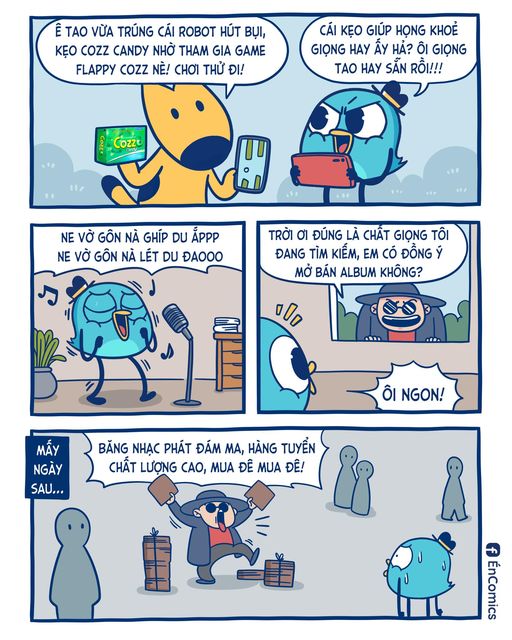 Ê TAO VỪA TRÚNG CÁI ROBOT HÚT BỤI,
KẸO COZZ CANDY NHỜ THAM GIA GAME
FLAPPY COZZ NÈ! CHƠI THỬ ĐI!
CÁI KẸO GIÚP HỌNG KHOẺ
GIỌNG HAY ẤY HẢ? ÔI GIỌNG
TAO HAY SẴN RỒI!!!
Cozz
Cozz
NE VỜ GÔN NÀ GHÍP DU ÁPPP
NE VỜ GÔN NÀ LÉT DU ĐAOOO
TRỜI ƠI ĐÚNG LÀ CHẤT GIỌNG TÔI
ĐANG TÌM KIẾM, EM CÓ ĐỒNG Ý
MỞ BÁN ALBUM KHÔNG?
ÔI NGON!
MẤY
NGÀY
SAU...
BĂNG NHẠC PHÁT ĐÁM MA, HÀNG TUYỂN
CHẤT LƯỢNG CAO, MUA ĐÊ MUA ĐÊ!
ÉnComics